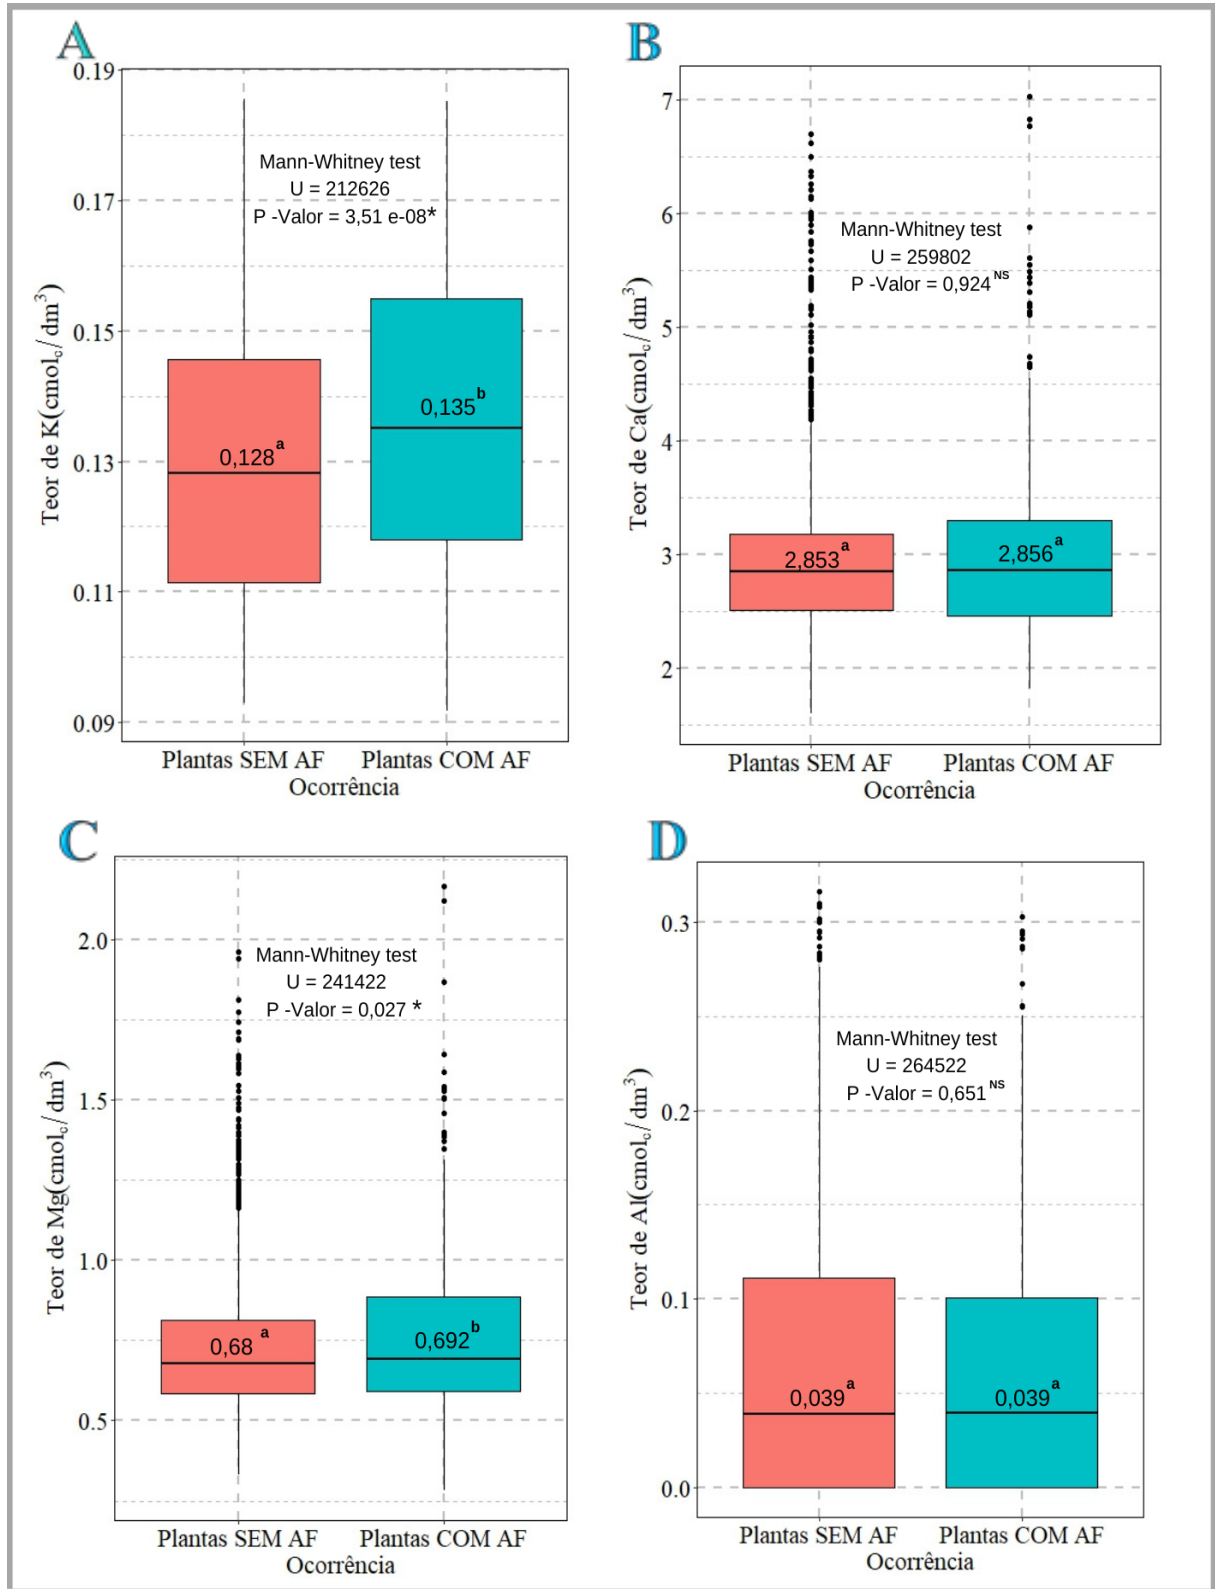 A
0.19
0.17
0.15
0.13
0.11
0.09
Teor de K(cmolc/dm³)
Mann-Whitney test
U = 212626
P -Valor = 3,51 e-08*
0,128a
0,135b
Plantas SEM AF Plantas COM AF
Ocorrência
B
7
6
5
4
3
2
Teor de Ca(cmolc/dm³)
Mann-Whitney test
U = 259802
P -Valor = 0,924 NS
2,853a
2,856a
Plantas SEM AF Plantas COM AF
Ocorrência
C
2.0
1.5
1.0
0.5
Teor de Mg(cmolc/dm³)
Mann-Whitney test
U = 241422
P -Valor = 0,027 *
0,68 a
0,692b
Plantas SEM AF Plantas COM AF
Ocorrência
D
0.3
0.2
0.1
0.0
Teor de Al(cmolc/dm³)
Mann-Whitney test
U = 264522
P -Valor = 0,651 NS
0,039a
0,039a
Plantas SEM AF Plantas COM AF
Ocorrência